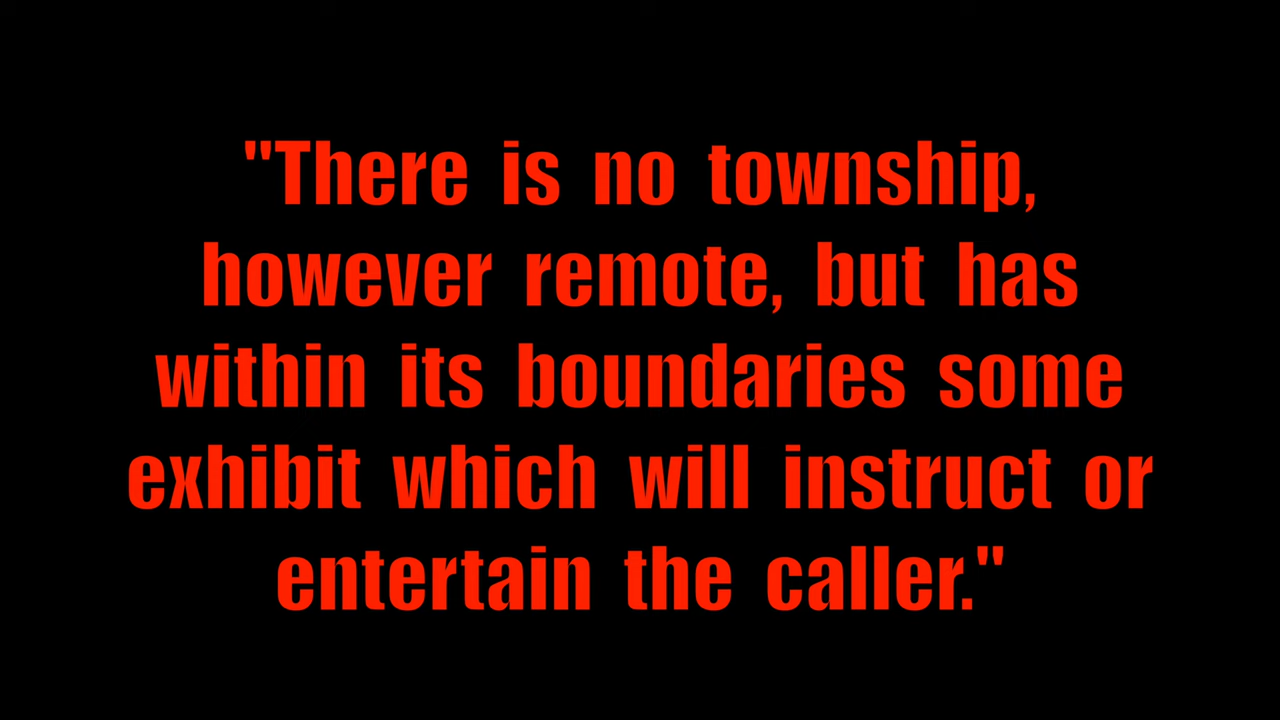 "There is no township,
however remote, but has
within its boundaries some
exhibit which will instruct or
entertain the caller."